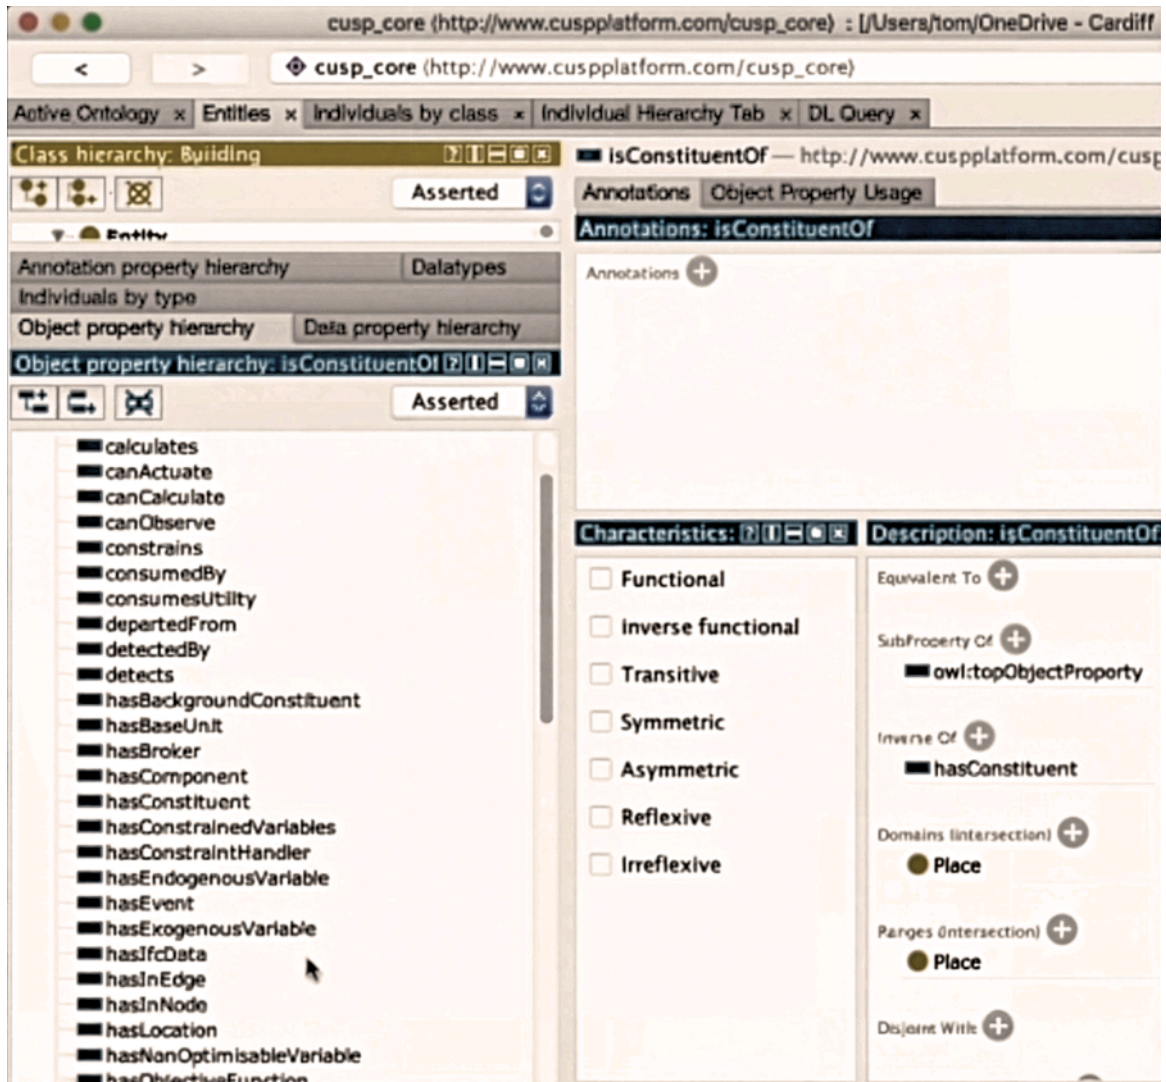 cusp_core (http://www.cuspplatform.com/cusp_core) : [/Users/tom/OneDrive - Cardiff
< > cusp_core (http://www.cuspplatform.com/cusp_core)
Active Ontology × Entities × Individuals by class × Individual Hierarchy Tab × DL Query ×
Class hierarchy: Building
Asserted
Entity
Annotation property hierarchy Datatypes
Individuals by type
Object property hierarchy Data property hierarchy
Object property hierarchy: isConstituentOf
Asserted
calculates
canActuate
canCalculate
canObserve
constrains
consumedBy
consumesUtility
departedFrom
detectedBy
detects
hasBackgroundConstituent
hasBaseUnit
hasBroker
hasComponent
hasConstituent
hasConstrainedVariables
hasConstraintHandler
hasEndogenousVariable
hasEvent
hasExogenousVariable
hasIfcData
hasInEdge
hasInNode
hasLocation
hasNonOptimisableVariable
hasObjectiveFunction
isConstituentOf — http://www.cuspplatform.com/cusp
Annotations Object Property Usage
Annotations: isConstituentOf
Annotations
Characteristics:
Functional
Inverse functional
Transitive
Symmetric
Asymmetric
Reflexive
Irreflexive
Description: isConstituentOf
Equivalent To
SubProperty Of
owl:topObjectProperty
Inverse Of
hasConstituent
Domains (intersection)
Place
Ranges (intersection)
Place
Disjoint With